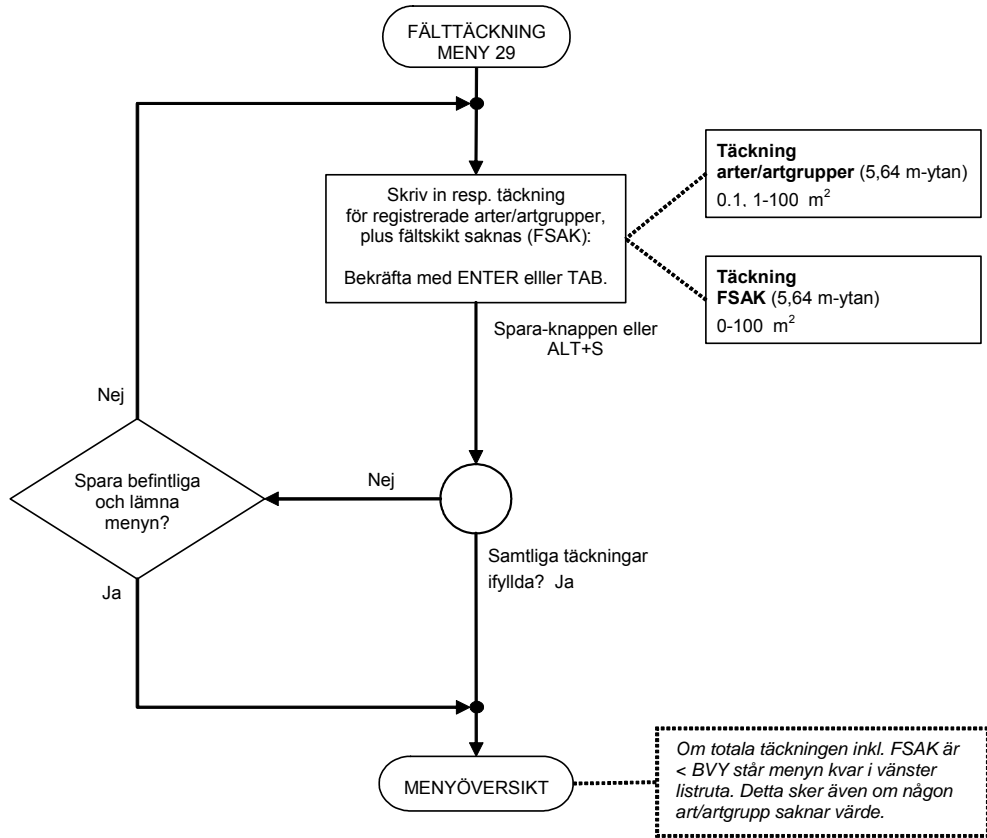 FÄLTTÄCKNING
MENY 29
Skriv in resp. täckning
för registrerade arter/artgrupper,
plus fältskikt saknas (FSAK):
Bekräfta med ENTER elller TAB.
Täckning
arter/artgrupper (5,64 m-ytan)
0.1, 1-100 m²
Täckning
FSAK (5,64 m-ytan)
0-100 m²
Spara-knappen eller
ALT+S
Nej
Spara befintliga
och lämna
menyn?
Nej
Samtliga täckningar
ifyllda? Ja
Ja
MENYÖVERSIKT
Om totala täckningen inkl. FSAK är
< BVY står menyn kvar i vänster
listruta. Detta sker även om någon
art/artgrupp saknar värde.